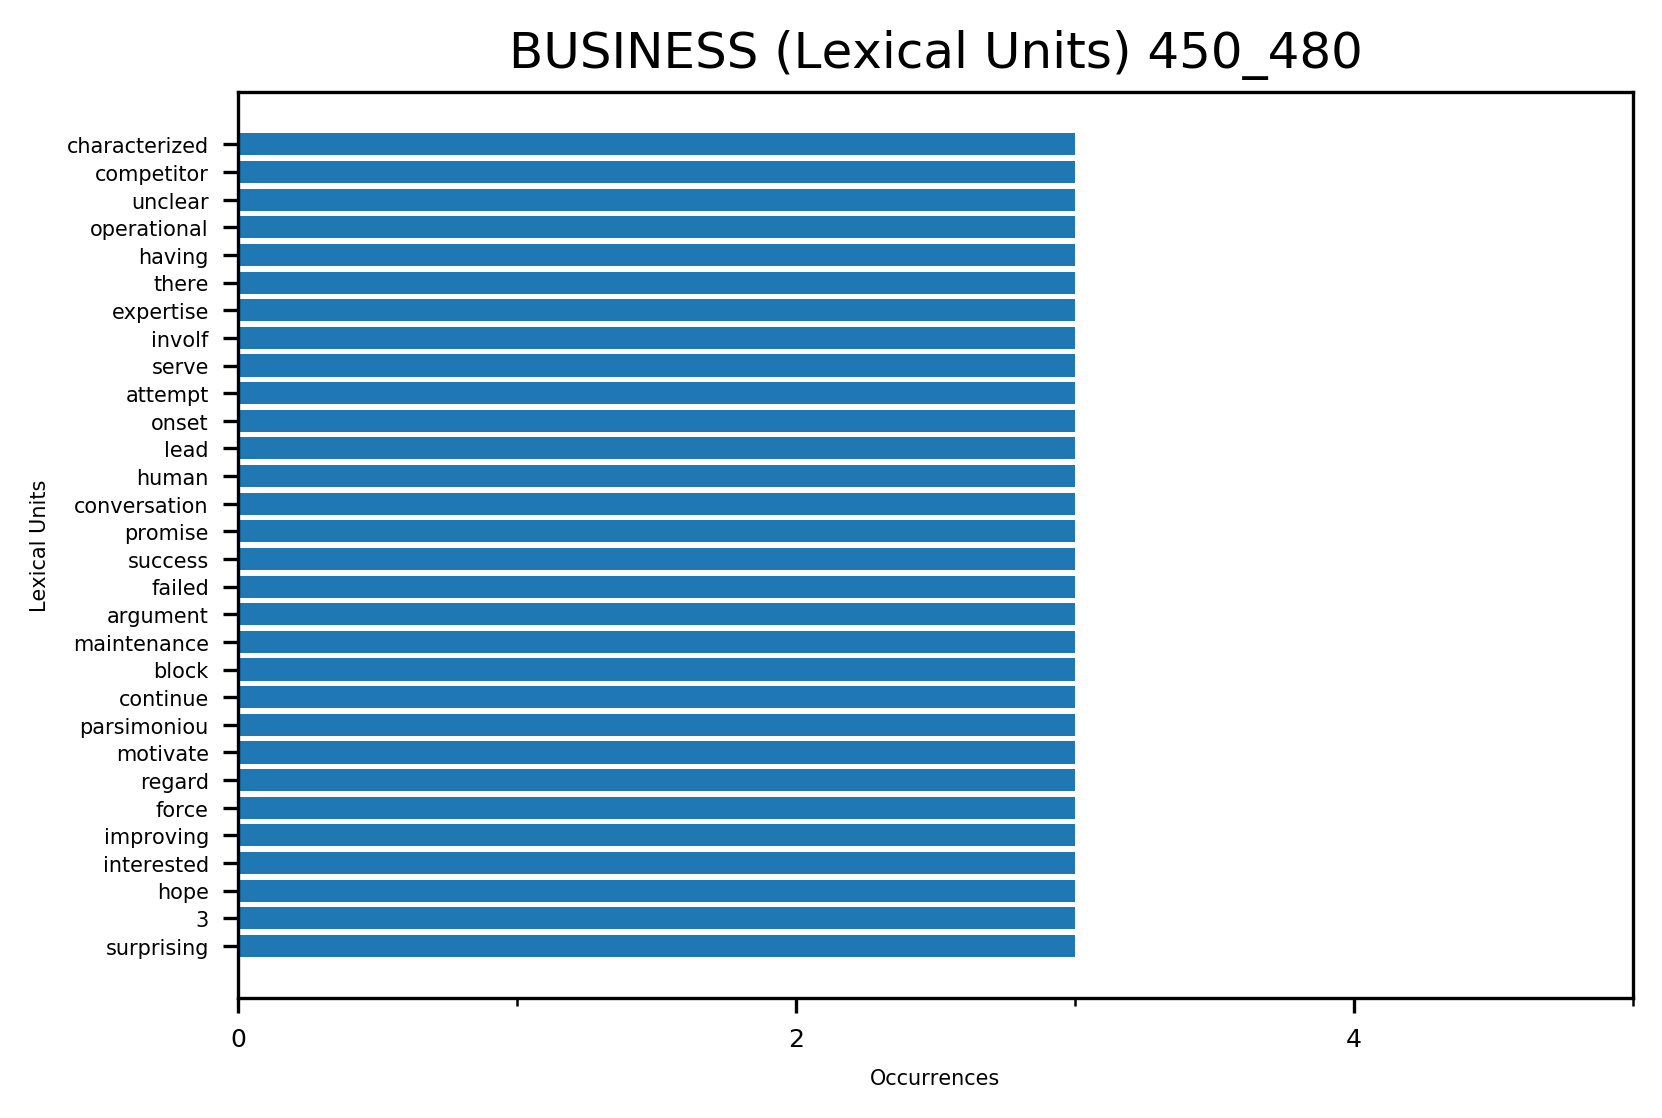 BUSINESS (Lexical Units) 450_480
characterized
competitor
unclear
operational
having
there
expertise
involf
serve
attempt
onset
lead
human
conversation
promise
success
failed
argument
maintenance
block
continue
parsimoniou
motivate
regard
force
improving
interested
hope
3
surprising
Lexical Units
0 2 4
Occurrences